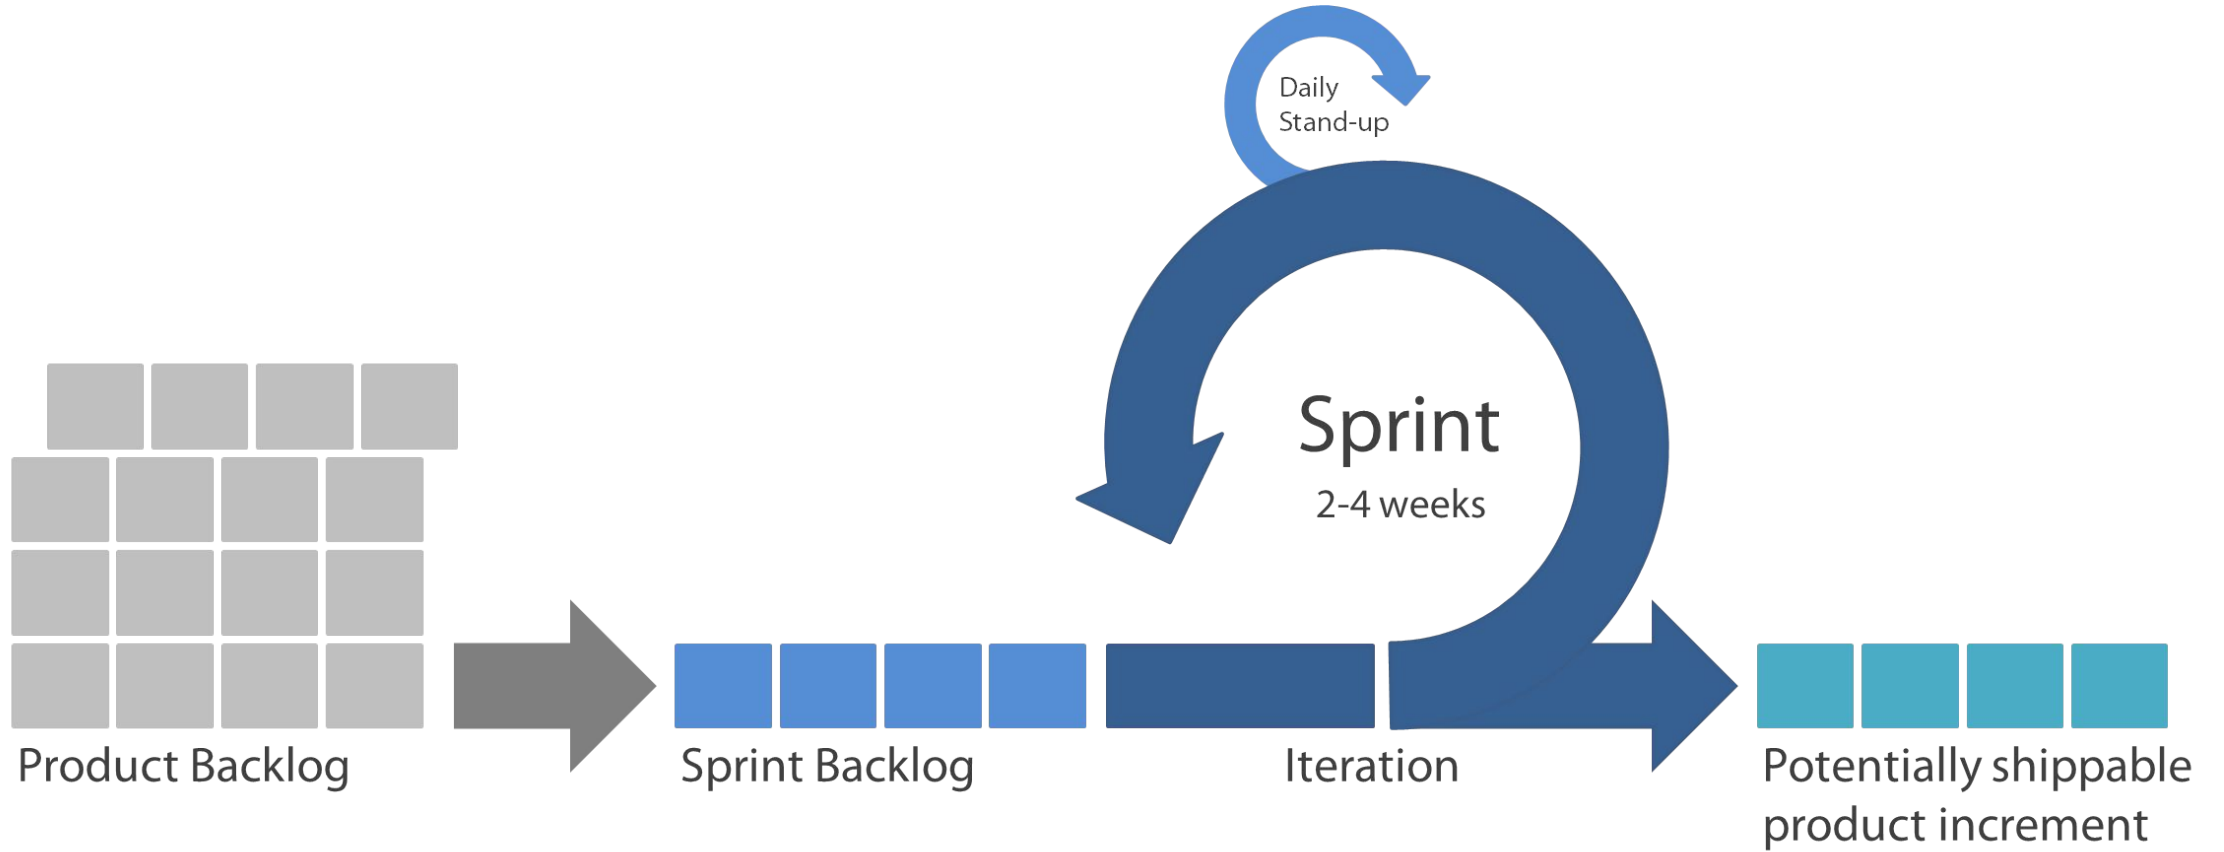 Daily
Stand-up
Sprint
2-4 weeks
Product Backlog
Sprint Backlog
Iteration
Potentially shippable
product increment